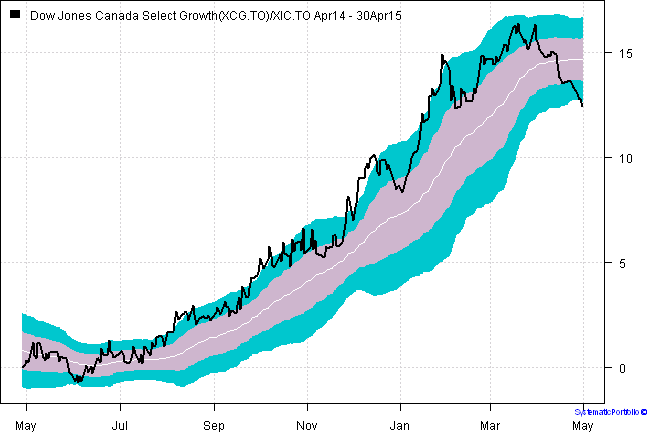 Dow Jones Canada Select Growth(XCG.TO)/XIC.TO Apr14 - 30Apr15
15
10
5
0
May Jul Sep Nov Jan Mar May
SystematicPortfolio ©